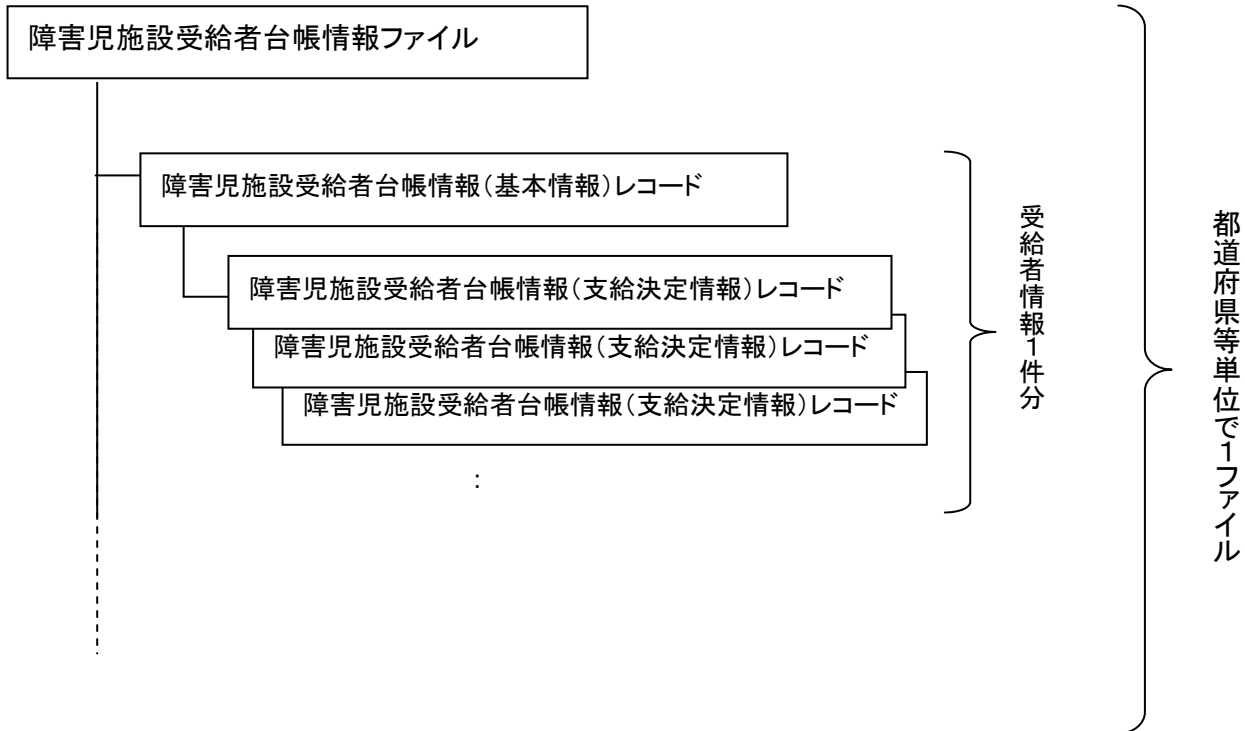 障害児施設受給者台帳情報ファイル
障害児施設受給者台帳情報（基本情報）レコード
障害児施設受給者台帳情報（支給決定情報）レコード
障害児施設受給者台帳情報（支給決定情報）レコード
障害児施設受給者台帳情報（支給決定情報）レコード
：
受給者情報１件分
都道府県等単位で１ファイル